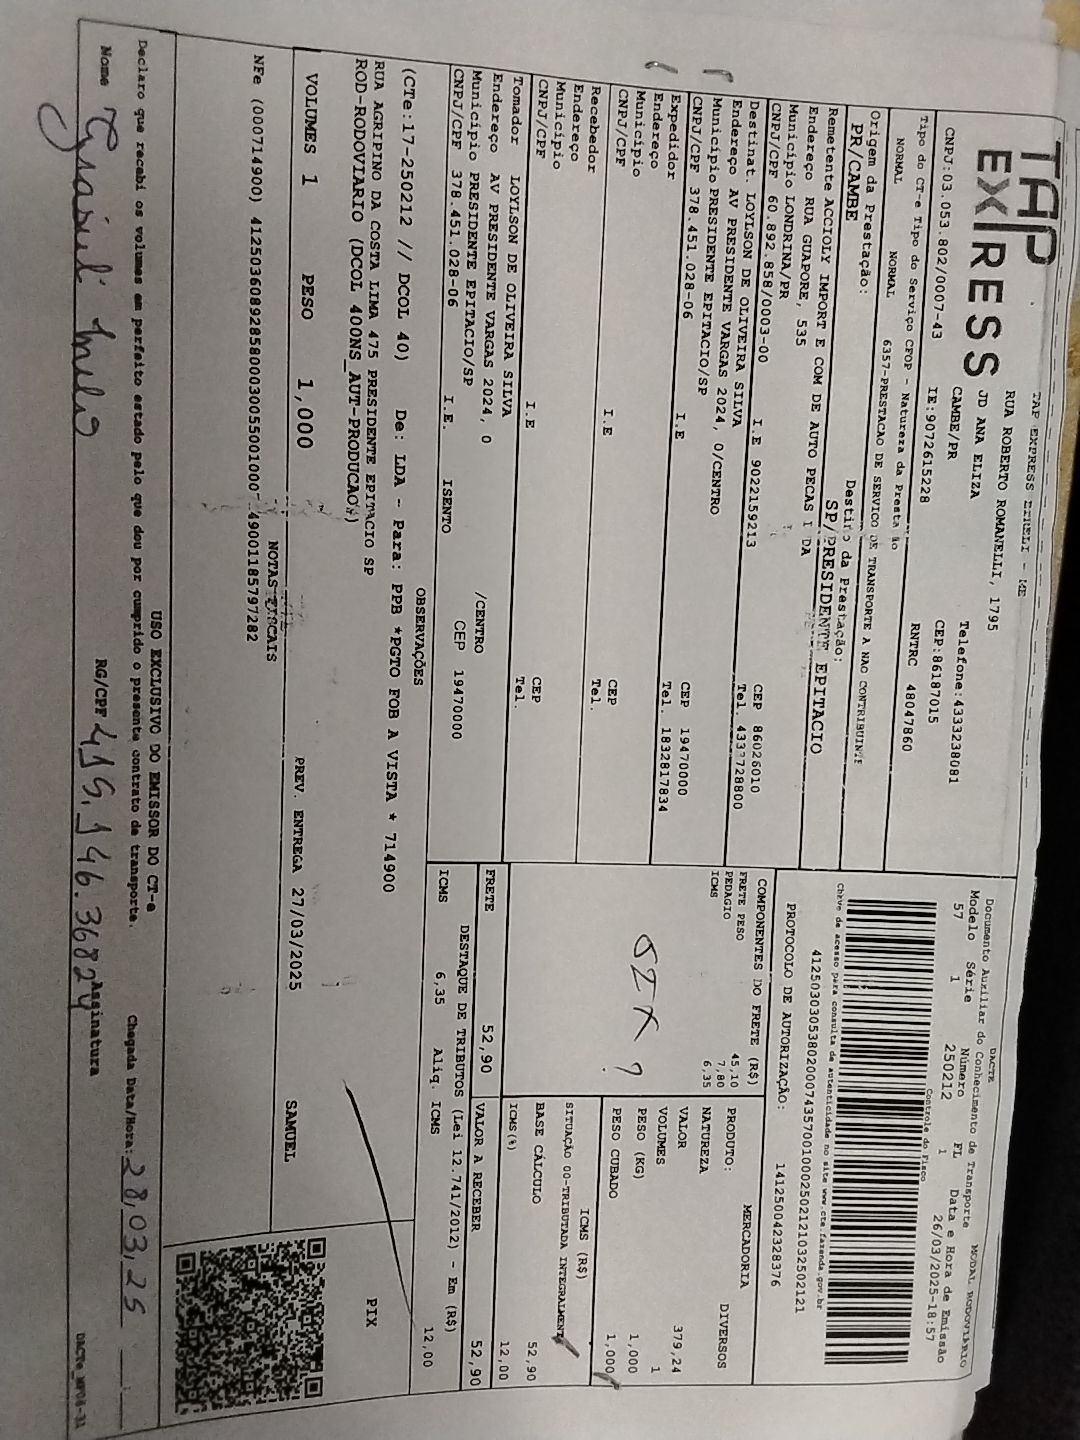 TAP EXPRESS
TAP EXPRESS EIRELI - ME
RUA ROBERTO ROMANELLI, 1795
JD ANA ELIZA
CAMBE/PR
Telefone:4333238081
CEP:86187015
CNPJ:03.053.802/0007-43 IE:9072615228 RNTRC 48047860
Tipo do CT-e Tipo do Serviço CFOP - Natureza da Prestação
NORMAL NORMAL 6357-PRESTACAO DE SERVICO DE TRANSPORTE A NAO CONTRIBUINTE
Origem da Prestação: Destino da Prestação:
PR/CAMBE SP/PRESIDENTE EPITACIO
Remetente ACCIOLY IMPORT E COM DE AUTO PECAS LTDA
Endereço RUA GUAPORE, 535 CEP 86026010
Município LONDRINA/PR Tel. 4333728800
CNPJ/CPF 60.892.858/0003-00 I.E 9022159213
Destinat. LOYLSON DE OLIVEIRA SILVA
Endereço AV PRESIDENTE VARGAS 2024, 0/CENTRO CEP 19470000
Município PRESIDENTE EPITACIO/SP Tel. 1832817834
CNPJ/CPF 378.451.028-06 I.E
Expedidor
Endereço CEP
Município Tel.
CNPJ/CPF I.E
Recebedor
Endereço CEP
Município Tel.
CNPJ/CPF I.E
Tomador LOYLSON DE OLIVEIRA SILVA
Endereço AV PRESIDENTE VARGAS 2024, 0 /CENTRO
Município PRESIDENTE EPITACIO/SP CEP 19470000
CNPJ/CPF 378.451.028-06 I.E. ISENTO
DACTE MODAL RODOVIÁRIO
Documento Auxiliar do Conhecimento de Transporte
Modelo Série Número FL Data e Hora de Emissão
57 1 250212 1 26/03/2025-18:57
Controle do Fisco
Chave de acesso para consulta de autenticidade no site www.cte.fazenda.gov.br
41250303053802000743570010002502121032502121
PROTOCOLO DE AUTORIZAÇÃO: 141250042328376
COMPONENTES DO FRETE (R$)
FRETE PESO 45,10
PEDAGIO 7,80
ICMS 6,35
MERCADORIA
PRODUTO: DIVERSOS
NATUREZA
VALOR 379,24
VOLUMES 1
PESO (KG) 1,000
PESO CUBADO 1,000
ICMS (R$)
SITUAÇÃO 00-TRIBUTADA INTEGRALMENT
BASE CÁLCULO 52,90
ICMS(%) 12,00
FRETE 52,90 VALOR A RECEBER 52,90
DESTAQUE DE TRIBUTOS (Lei 12.741/2012) - Em (R$)
ICMS 6,35 Aliq. ICMS 12,00
OBSERVAÇÕES
(CTe:17-250212 // DCOL 40) De: LDA - Para: PPB *PGTO FOB A VISTA * 714900
RUA AGRIPINO DA COSTA LIMA 475 PRESIDENTE EPITACIO SP
ROD-RODOVIARIO (DCOL 400NS_AUT-PRODUCAO#)
PIX
VOLUMES 1 PESO 1,000 PREV. ENTREGA 27/03/2025 SAMUEL
NOTAS FISCAIS
USO EXCLUSIVO DO EMISSOR DO CT-e
Declaro que recebi os volumes em perfeito estado pelo que dou por cumprido o presente contrato de transporte. Chegada Data/Hora: 28,03,25
Nome RG/CPF 419.146.368 24 Assinatura